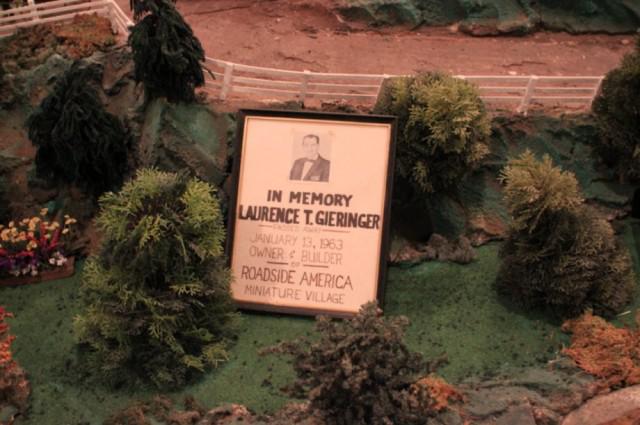 IN MEMORY
LAURENCE T. GIERINGER
PASSED AWAY
JANUARY 13, 1963
OWNER & BUILDER
OF
ROADSIDE AMERICA
MINIATURE VILLAGE